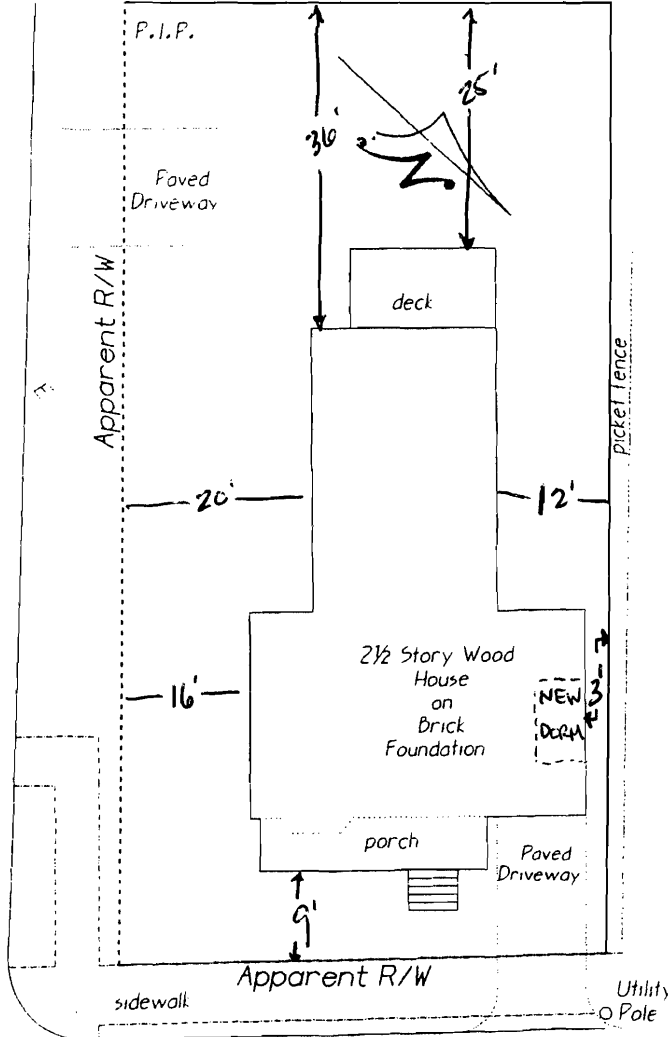 P.I.P.
25'
36'
Paved
Driveway
deck
Apparent R/W
picket fence
20'
12'
2½ Story Wood
House
on
Brick
Foundation
16'
NEW
DORM
3'
porch
Paved
Driveway
9'
Apparent R/W
sidewalk
Utility
Pole